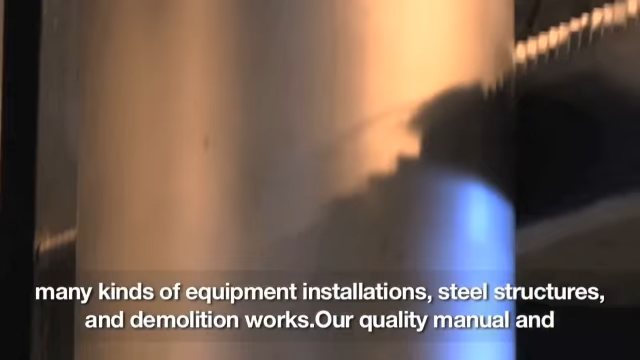 many kinds of equipment installations, steel structures,
and demolition works.Our quality manual and